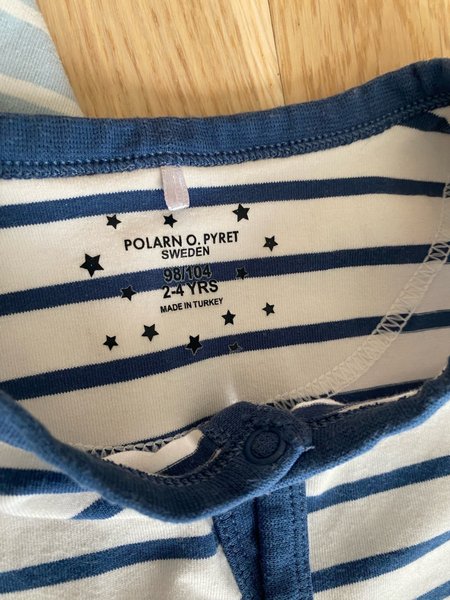 POLARN O. PYRET
SWEDEN
98/104
2-4 YRS
MADE IN TURKEY